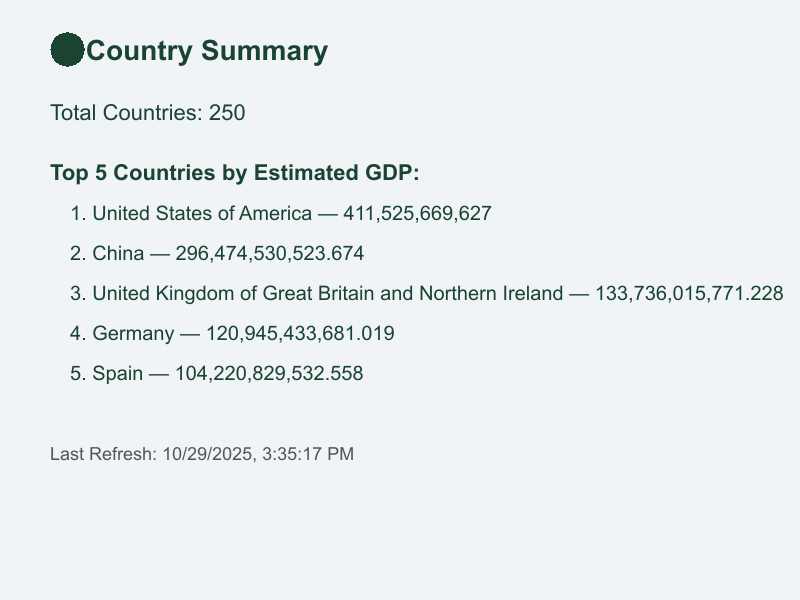 Country Summary
Total Countries: 250
Top 5 Countries by Estimated GDP:
1. United States of America — 411,525,669,627
2. China — 296,474,530,523.674
3. United Kingdom of Great Britain and Northern Ireland — 133,736,015,771.228
4. Germany — 120,945,433,681.019
5. Spain — 104,220,829,532.558
Last Refresh: 10/29/2025, 3:35:17 PM